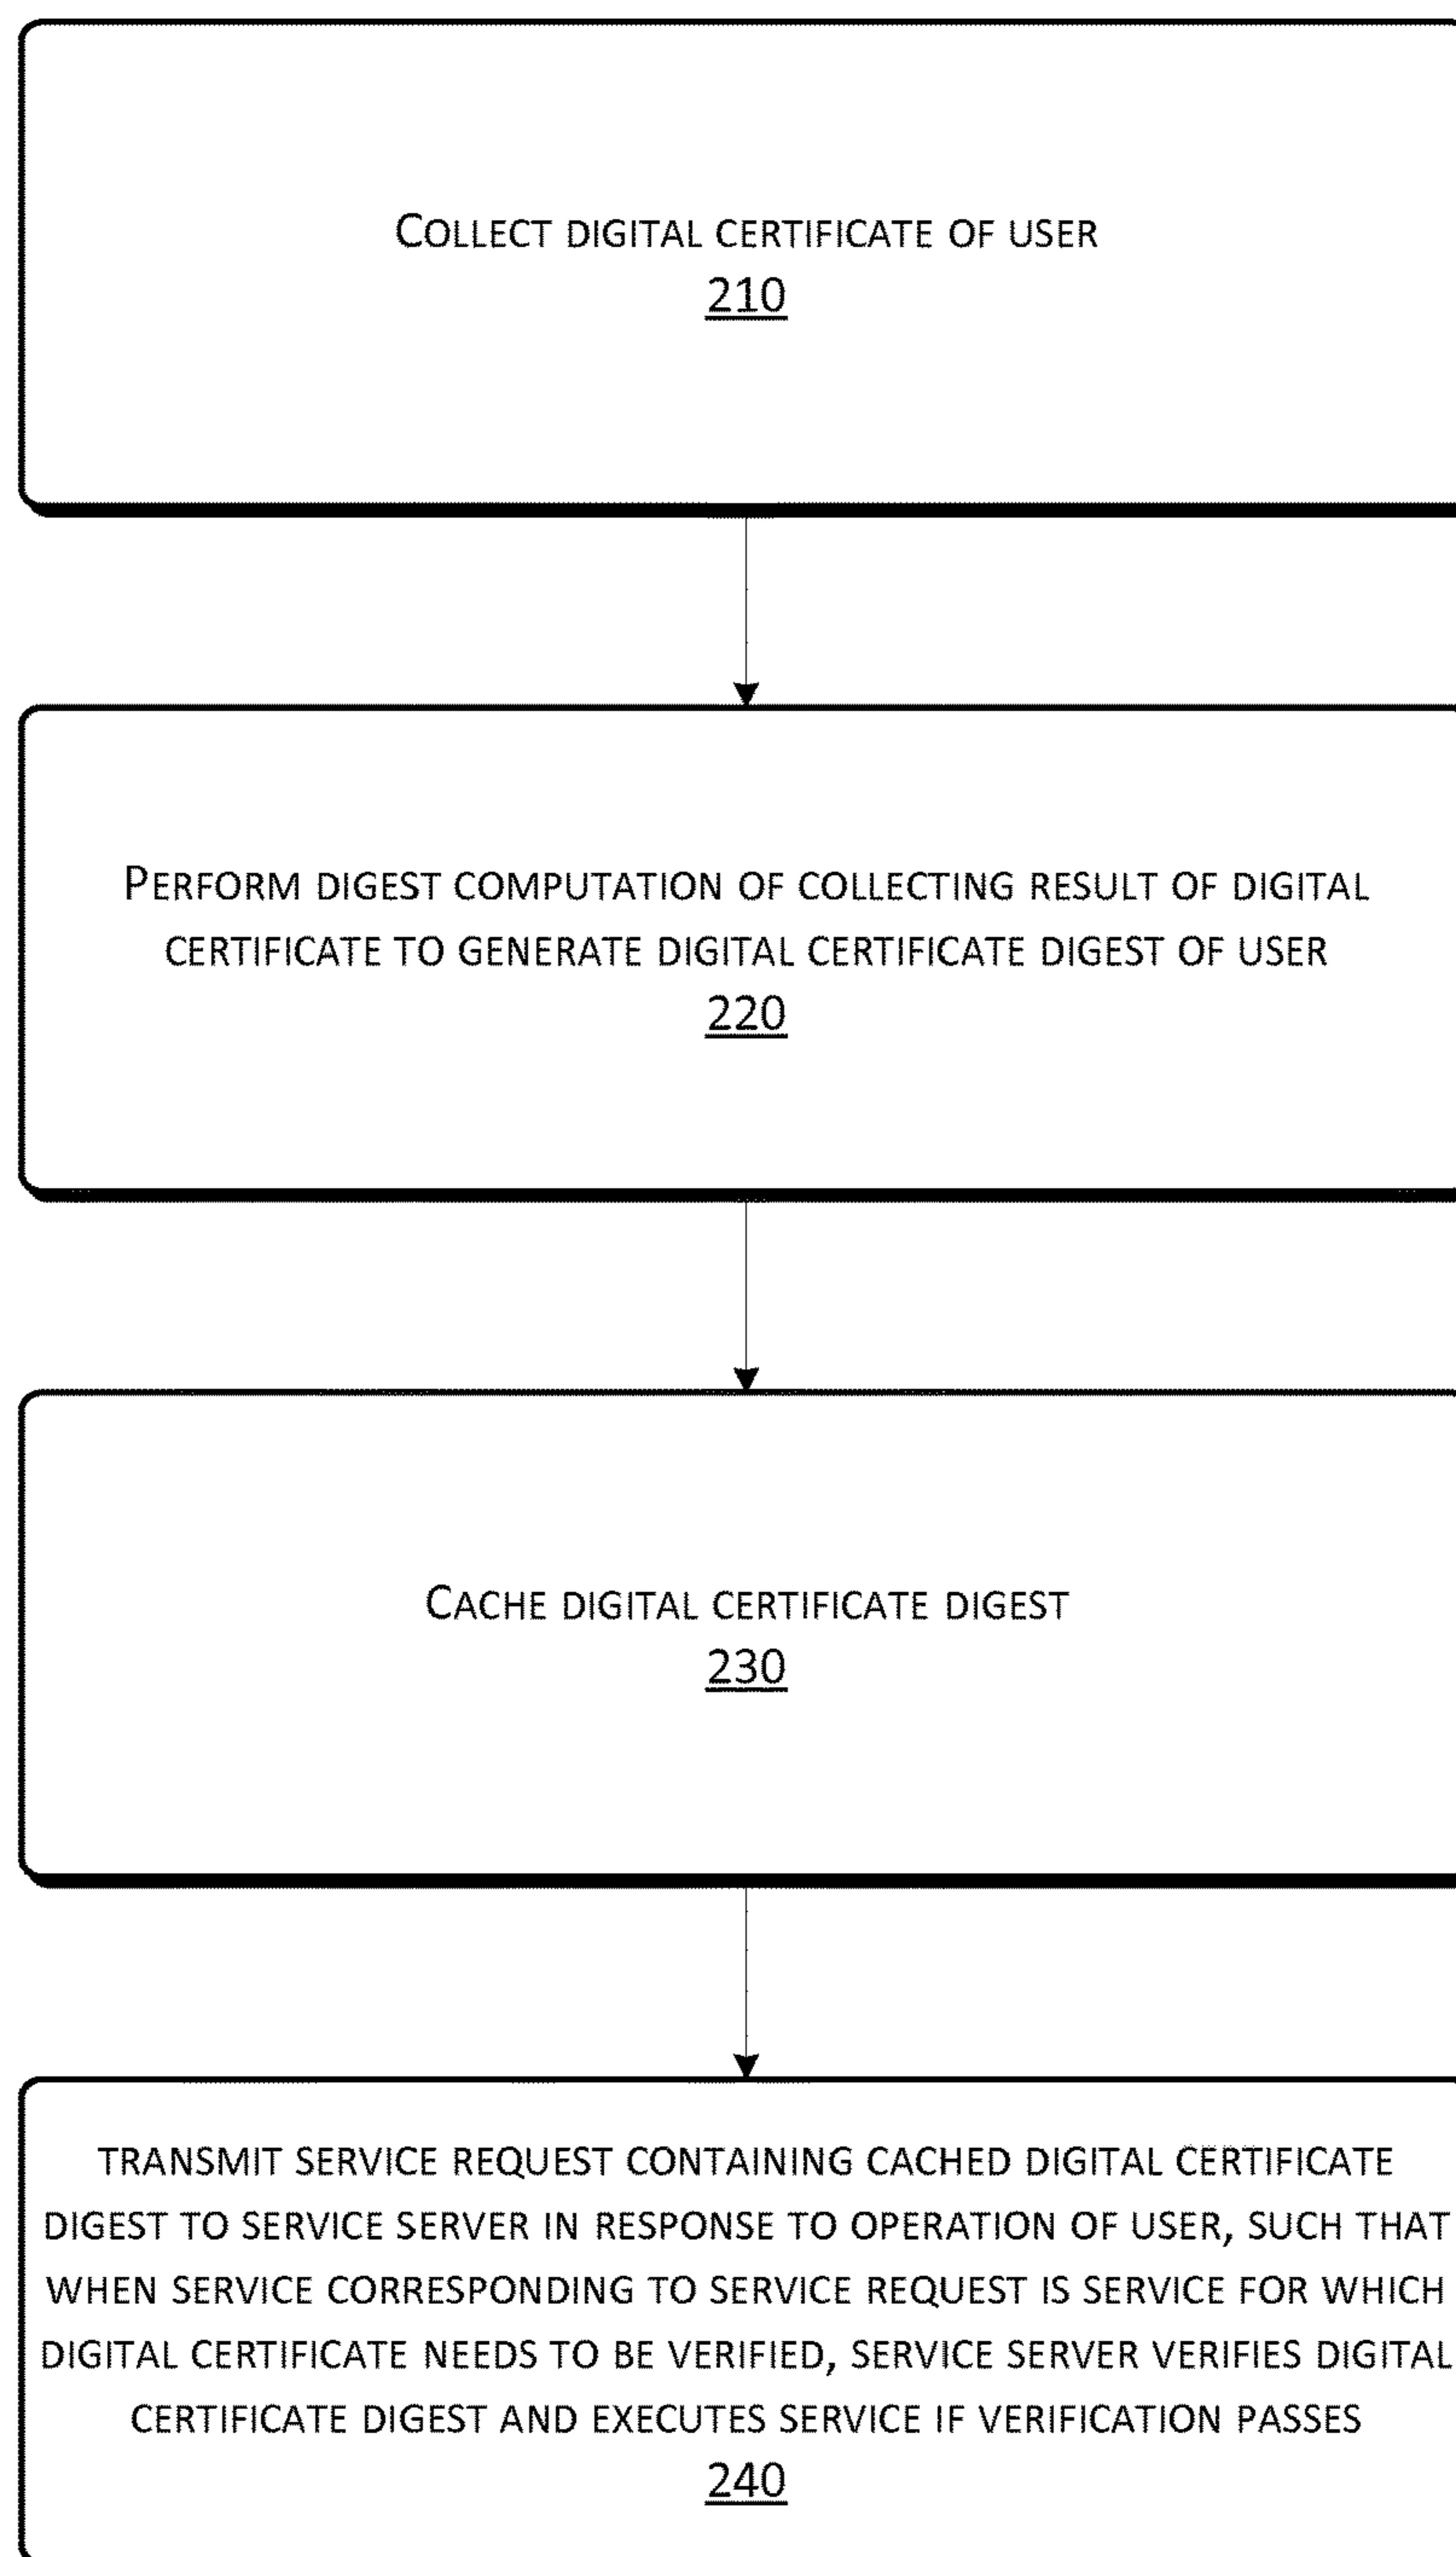 COLLECT DIGITAL CERTIFICATE OF USER
210
PERFORM DIGEST COMPUTATION OF COLLECTING RESULT OF DIGITAL
CERTIFICATE TO GENERATE DIGITAL CERTIFICATE DIGEST OF USER
220
CACHE DIGITAL CERTIFICATE DIGEST
230
TRANSMIT SERVICE REQUEST CONTAINING CACHED DIGITAL CERTIFICATE
DIGEST TO SERVICE SERVER IN RESPONSE TO OPERATION OF USER, SUCH THAT
WHEN SERVICE CORRESPONDING TO SERVICE REQUEST IS SERVICE FOR WHICH
DIGITAL CERTIFICATE NEEDS TO BE VERIFIED, SERVICE SERVER VERIFIES DIGITAL
CERTIFICATE DIGEST AND EXECUTES SERVICE IF VERIFICATION PASSES
240